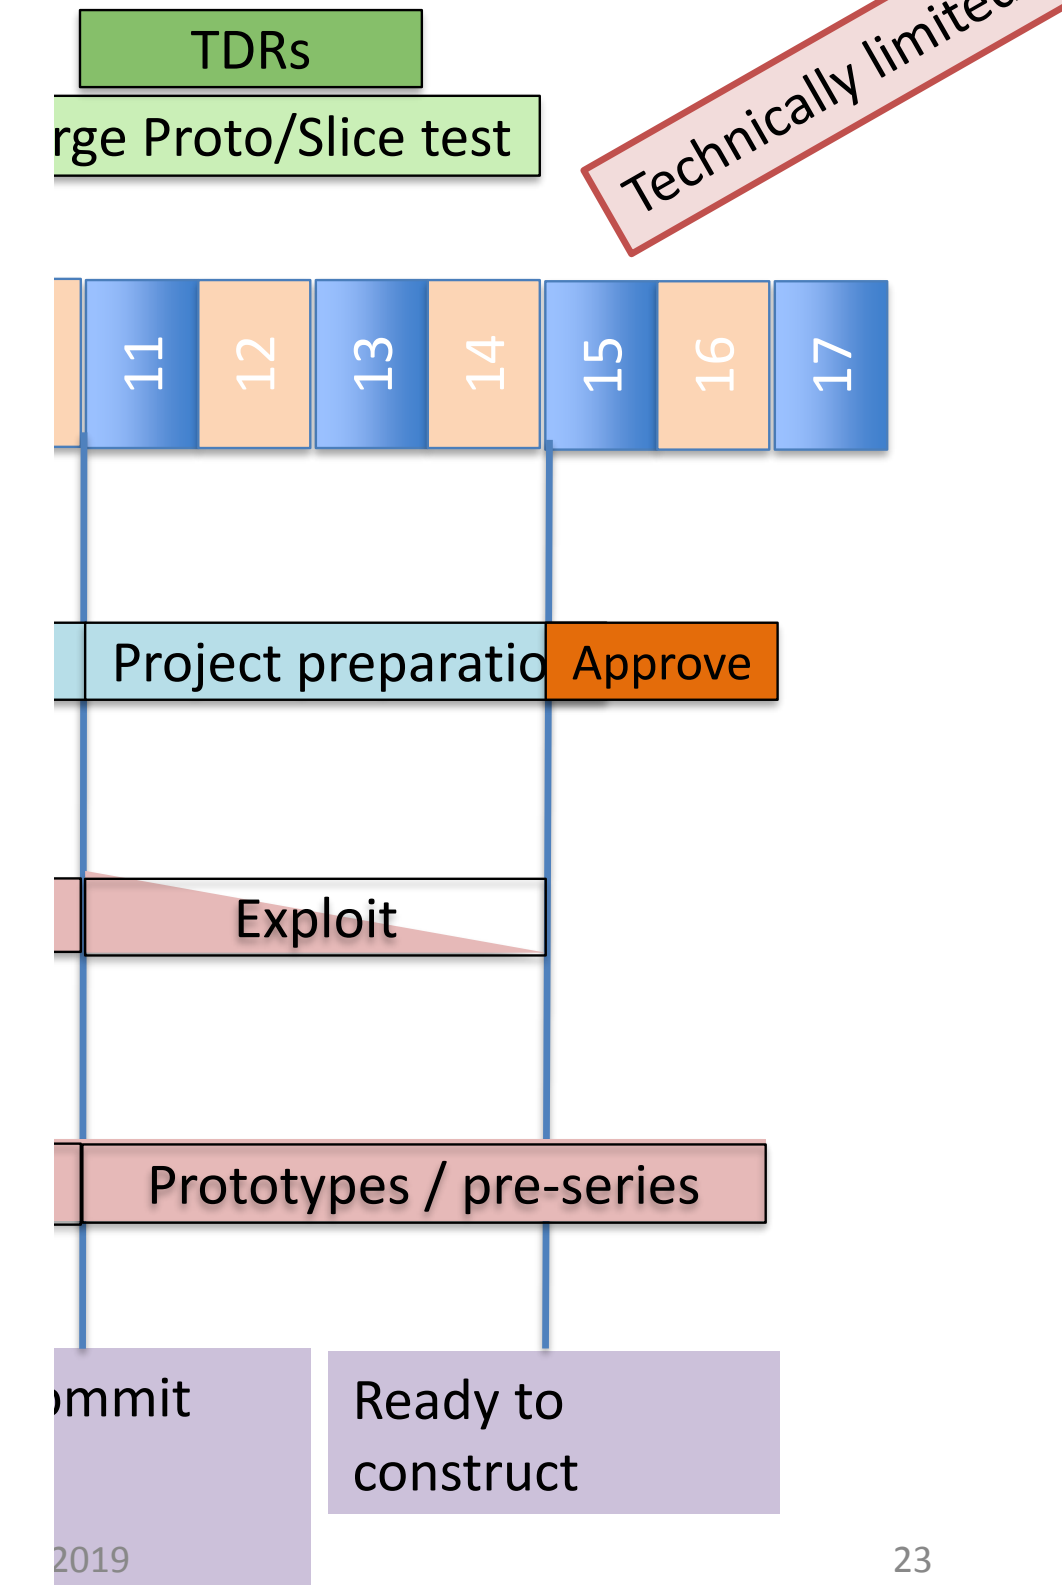 TDRs
rge Proto/Slice test
Technically limited
11 12 13 14 15 16 17
Project preparatio
Approve
Exploit
Prototypes / pre-series
ommit
Ready to
construct
2019
23